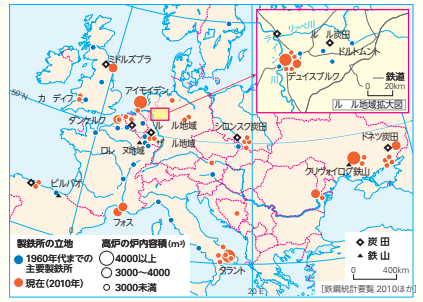 リッペ川
ル　ル炭田
ドルトムント
ライン川
デュイスブルク
鉄道
0　20km
ル　ル地域拡大図
ミドルズブラ
50°N
カ　ディフ
アイモイデン
ダンケルク
ル　ル地域
ロレ　ヌ地域
ザ　ル地域
シロンスク炭田
ドネツ炭田
クリヴォイログ鉄山
ビルバオ
フォス
タラント
0°
20°E
製鉄所の立地
1960年代までの
主要製鉄所
現在(2010年)
高炉の炉内容積(m³)
4000以上
3000～4000
3000未満
炭田
鉄山
0　400km
[鉄鋼統計要覧 2010ほか]